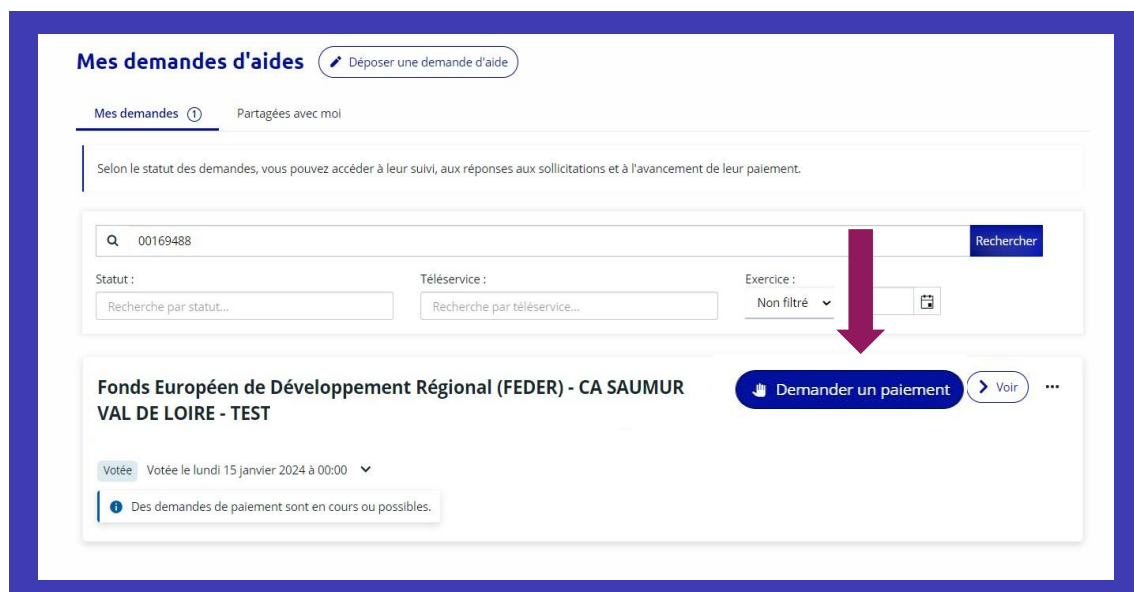 Mes demandes d'aides
Déposer une demande d'aide
Mes demandes 1
Partagées avec moi
Selon le statut des demandes, vous pouvez accéder à leur suivi, aux réponses aux sollicitations et à l'avancement de leur paiement.
00169488
Rechercher
Statut :
Téléservice :
Exercice :
Recherche par statut...
Recherche par téléservice...
Non filtré
Fonds Européen de Développement Régional (FEDER) - CA SAUMUR
VAL DE LOIRE - TEST
Demander un paiement
Voir
Votée Votée le lundi 15 janvier 2024 à 00:00
Des demandes de paiement sont en cours ou possibles.